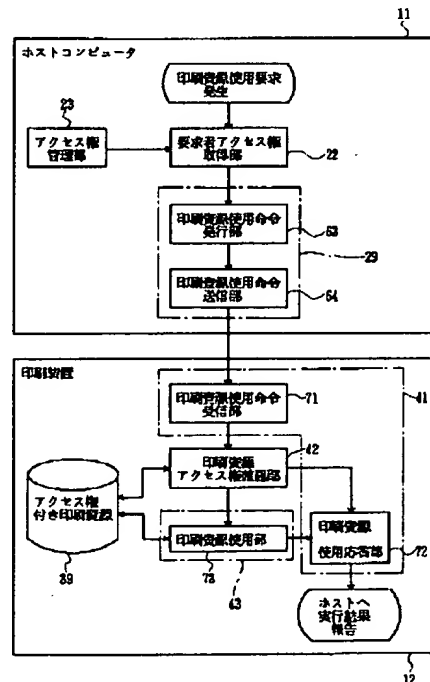 11
ホストコンピュータ
印刷資源使用要求
発生
23
アクセス権
管理部
要求者アクセス権
取得部
22
印刷資源使用命令
発行部
63
29
印刷資源使用命令
送信部
64
印刷装置
印刷資源使用命令
受信部
71
41
印刷資源
アクセス権確認部
42
アクセス権
付き印刷資源
39
印刷資源使用部
73
43
印刷資源
使用応答部
72
ホストへ
実行結果
報告
12